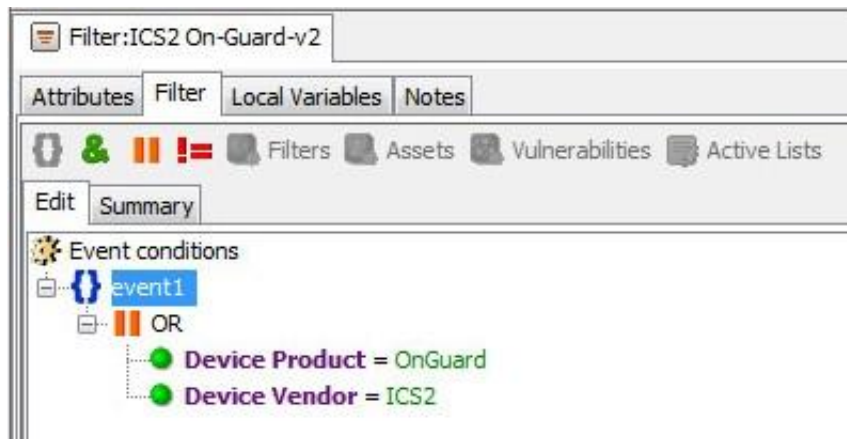 Filter:ICS2 On-Guard-v2
Attributes Filter Local Variables Notes
{} & || != Filters Assets Vulnerabilities Active Lists
Edit Summary
Event conditions
{} event1
OR
Device Product = OnGuard
Device Vendor = ICS2